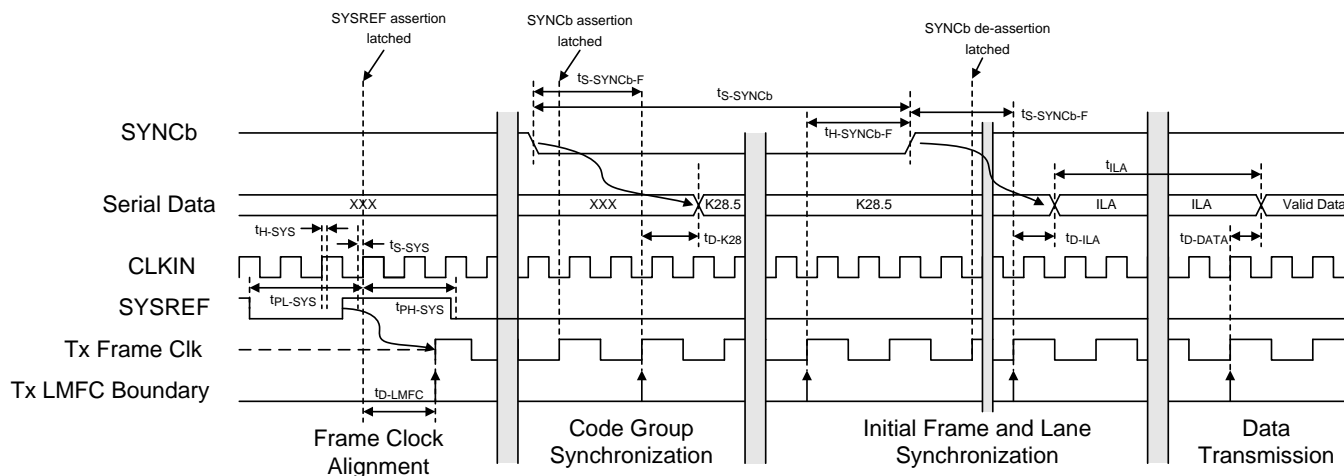 SYSREF assertion
latched
SYNCb assertion
latched
SYNCb de-assertion
latched
tS-SYNCb-F
tS-SYNCb
tS-SYNCb-F
SYNCb
tH-SYNCb-F
tILA
Serial Data
XXX
XXX
K28.5
K28.5
ILA
ILA
Valid Data
tH-SYS
tS-SYS
tD-K28
tD-ILA
tD-DATA
CLKIN
tPL-SYS
tPH-SYS
SYSREF
Tx Frame Clk
Tx LMFC Boundary
tD-LMFC
Frame Clock
Alignment
Code Group
Synchronization
Initial Frame and Lane
Synchronization
Data
Transmission